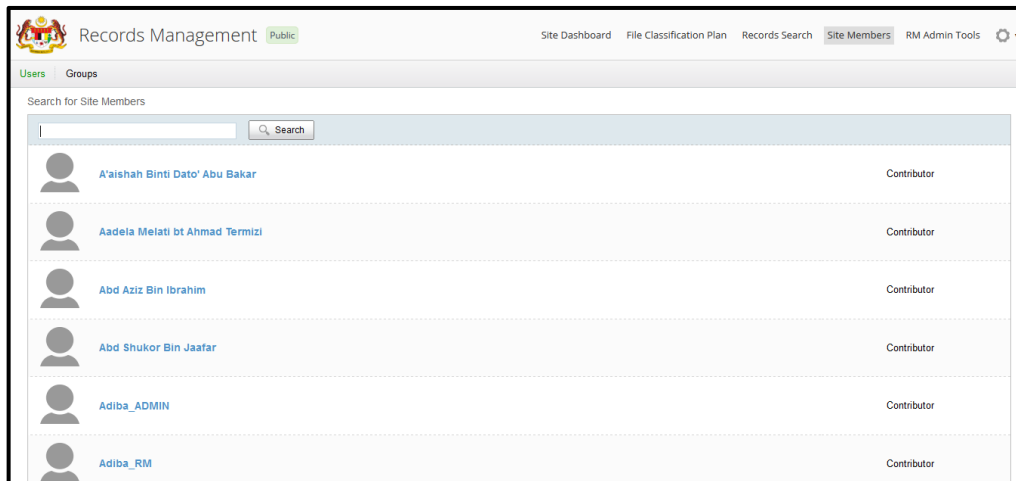 Records Management Public Site Dashboard File Classification Plan Records Search Site Members RM Admin Tools
Users Groups
Search for Site Members
Search
A'aishah Binti Dato' Abu Bakar Contributor
Aadela Melati bt Ahmad Termizi Contributor
Abd Aziz Bin Ibrahim Contributor
Abd Shukor Bin Jaafar Contributor
Adiba_ADMIN Contributor
Adiba_RM Contributor